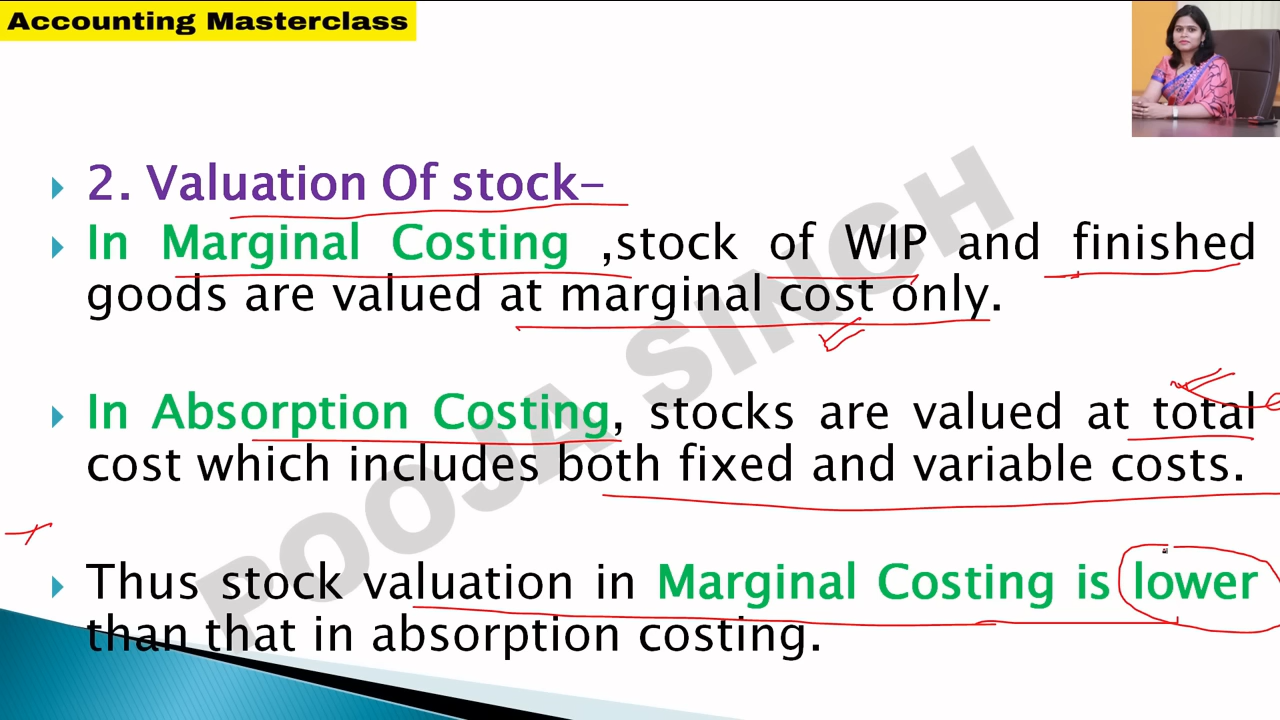 Accounting Masterclass
2. Valuation Of stock–
In Marginal Costing ,stock of WIP and finished
goods are valued at marginal cost only.
In Absorption Costing, stocks are valued at total
cost which includes both fixed and variable costs.
Thus stock valuation in Marginal Costing is lower
than that in absorption costing.
POOJA SINGH